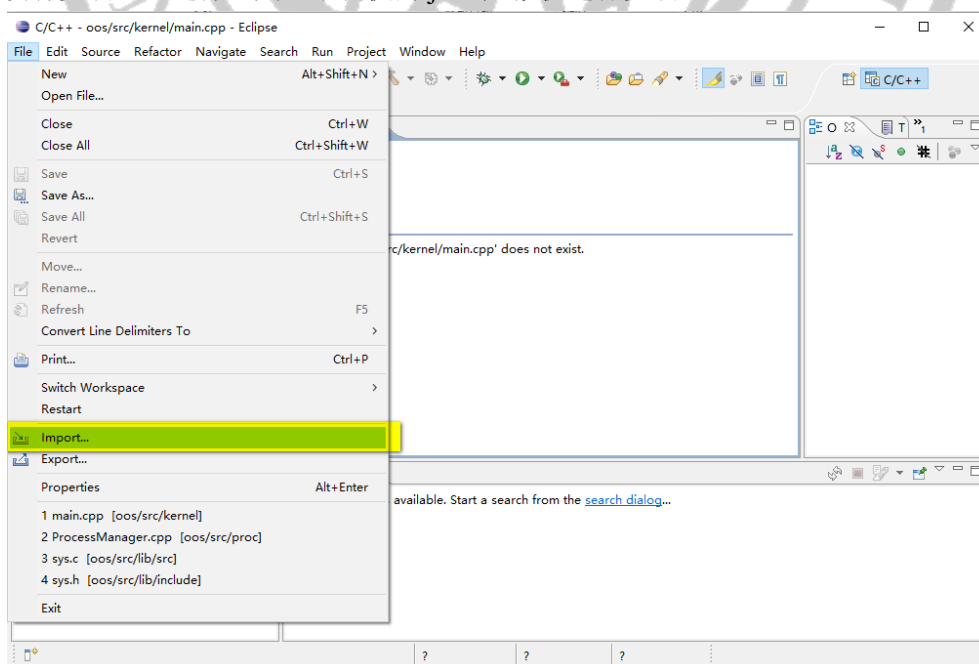 C/C++ - oos/src/kernel/main.cpp - Eclipse
File Edit Source Refactor Navigate Search Run Project Window Help
New Alt+Shift+N >
Open File...
C/C++
Close Ctrl+W
Close All Ctrl+Shift+W
O T »1
Save Ctrl+S
Save As...
Save All Ctrl+Shift+S
Revert
rc/kernel/main.cpp' does not exist.
Move...
Rename...
Refresh F5
Convert Line Delimiters To >
Print... Ctrl+P
Switch Workspace >
Restart
Import...
Export...
Properties Alt+Enter
available. Start a search from the search dialog...
1 main.cpp [oos/src/kernel]
2 ProcessManager.cpp [oos/src/proc]
3 sys.c [oos/src/lib/src]
4 sys.h [oos/src/lib/include]
Exit
? ? ?